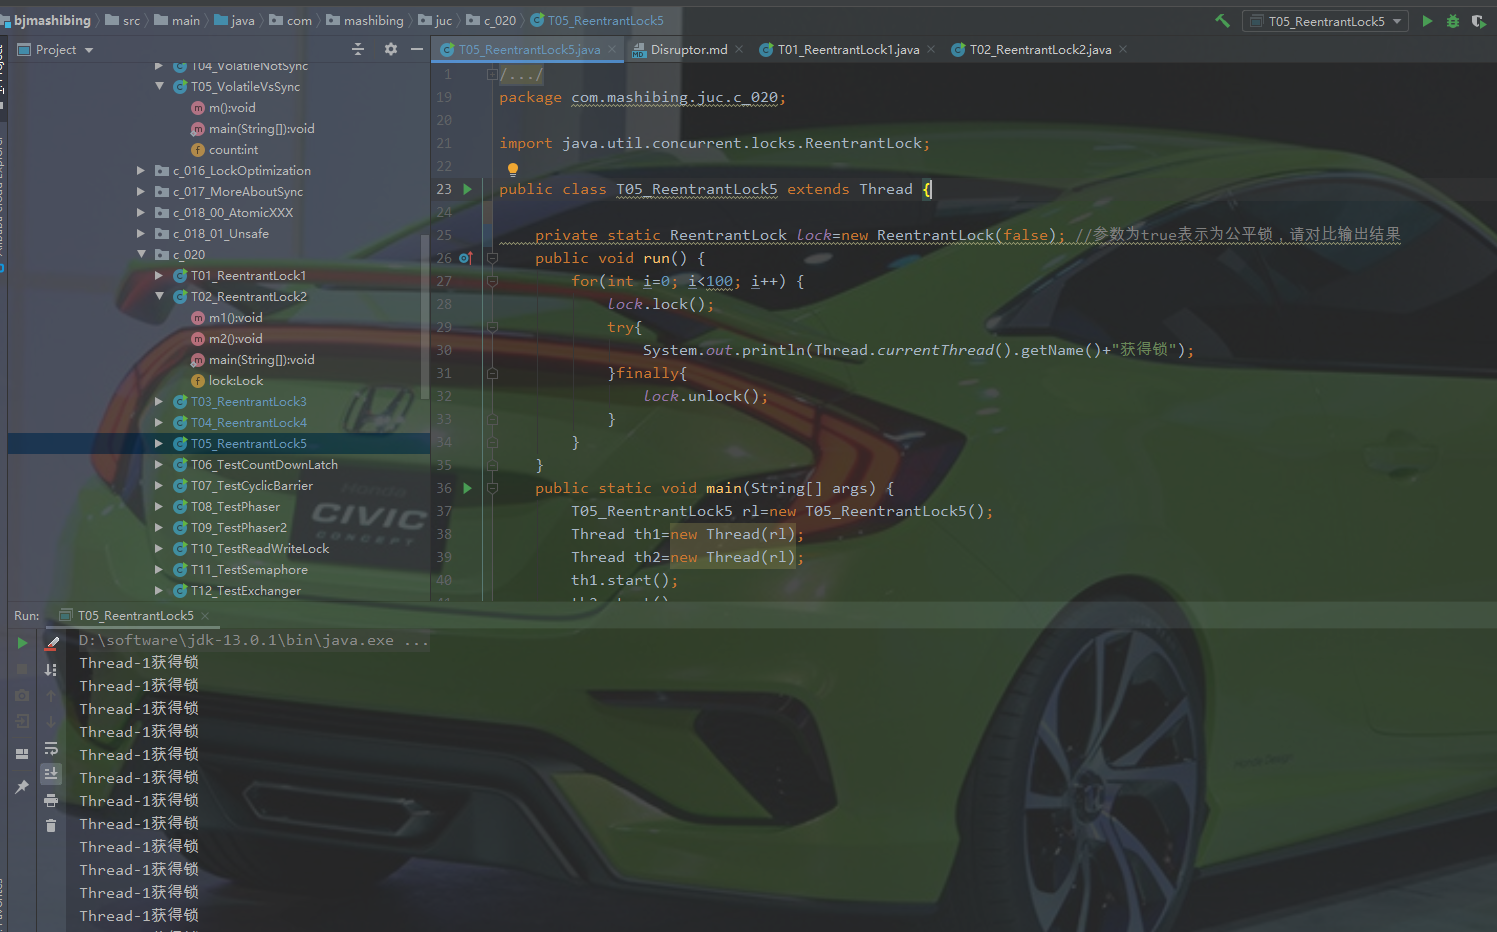 bjmashibing src main java com mashibing juc c_020 T05_ReentrantLock5
T05_ReentrantLock5
Project
T05_ReentrantLock5.java Disruptor.md T01_ReentrantLock1.java T02_ReentrantLock2.java
T04_VolatileNotSync
T05_VolatileVsSync
m():void
main(String[]):void
count:int
c_016_LockOptimization
c_017_MoreAboutSync
c_018_00_AtomicXXX
c_018_01_Unsafe
c_020
T01_ReentrantLock1
T02_ReentrantLock2
m1():void
m2():void
main(String[]):void
lock:Lock
T03_ReentrantLock3
T04_ReentrantLock4
T05_ReentrantLock5
T06_TestCountDownLatch
T07_TestCyclicBarrier
T08_TestPhaser
T09_TestPhaser2
T10_TestReadWriteLock
T11_TestSemaphore
T12_TestExchanger
1 /.../
19 package com.mashibing.juc.c_020;
20
21 import java.util.concurrent.locks.ReentrantLock;
22
23 public class T05_ReentrantLock5 extends Thread {
24
25 private static ReentrantLock lock=new ReentrantLock(false); //参数为true表示为公平锁，请对比输出结果
26 public void run() {
27 for(int i=0; i<100; i++) {
28 lock.lock();
29 try{
30 System.out.println(Thread.currentThread().getName()+"获得锁");
31 }finally{
32 lock.unlock();
33 }
34 }
35 }
36 public static void main(String[] args) {
37 T05_ReentrantLock5 rl=new T05_ReentrantLock5();
38 Thread th1=new Thread(rl);
39 Thread th2=new Thread(rl);
40 th1.start();
Honda
CIVIC
CONCEPT
Run: T05_ReentrantLock5
D:\software\jdk-13.0.1\bin\java.exe ...
Thread-1获得锁
Thread-1获得锁
Thread-1获得锁
Thread-1获得锁
Thread-1获得锁
Thread-1获得锁
Thread-1获得锁
Thread-1获得锁
Thread-1获得锁
Thread-1获得锁
Thread-1获得锁
Thread-1获得锁